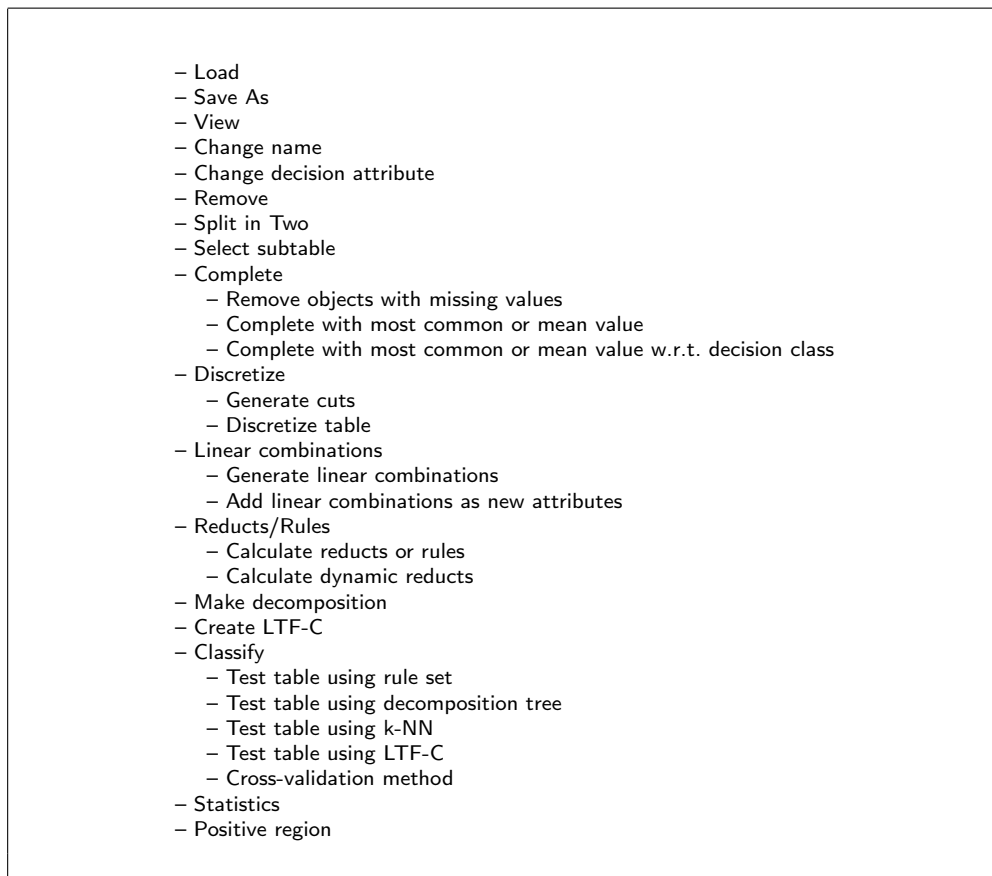 – Load
– Save As
– View
– Change name
– Change decision attribute
– Remove
– Split in Two
– Select subtable
– Complete
– Remove objects with missing values
– Complete with most common or mean value
– Complete with most common or mean value w.r.t. decision class
– Discretize
– Generate cuts
– Discretize table
– Linear combinations
– Generate linear combinations
– Add linear combinations as new attributes
– Reducts/Rules
– Calculate reducts or rules
– Calculate dynamic reducts
– Make decomposition
– Create LTF-C
– Classify
– Test table using rule set
– Test table using decomposition tree
– Test table using k-NN
– Test table using LTF-C
– Cross-validation method
– Statistics
– Positive region